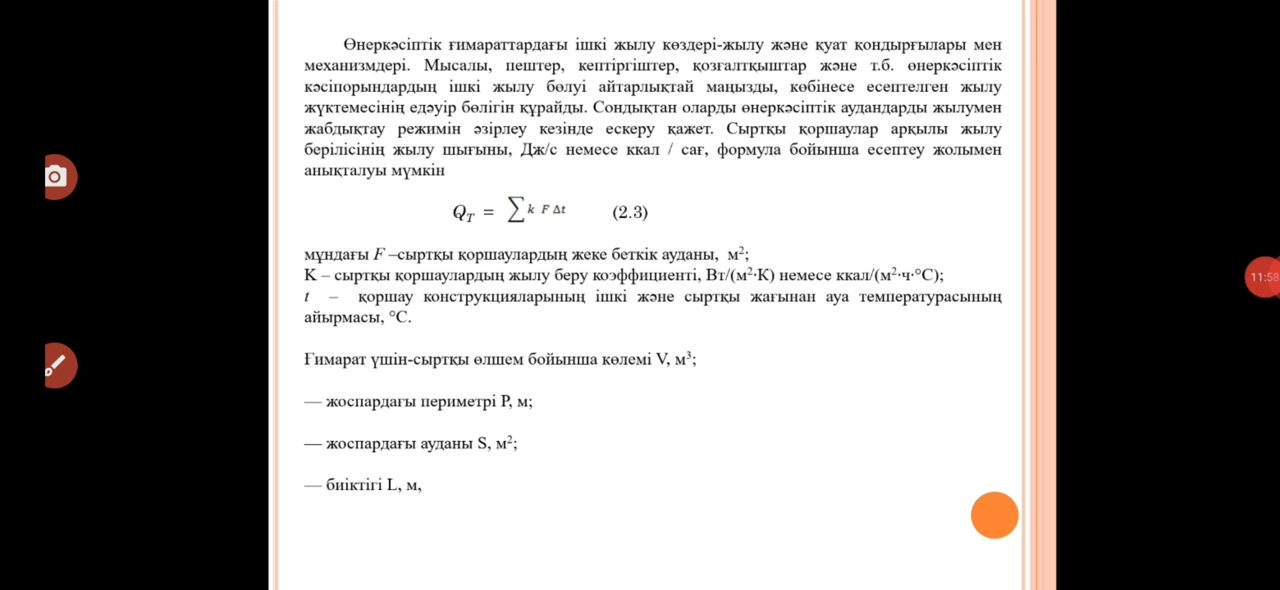 Өнеркәсіптік ғимараттардағы ішкі жылу көздері-жылу және қуат қондырғылары мен
механизмдері. Мысалы, пештер, кептіргіштер, қозғалтқыштар және т.б. өнеркәсіптік
кәсіпорындардың ішкі жылу бөлуі айтарлықтай маңызды, көбінесе есептелген жылу
жүктемесінің едәуір бөлігін құрайды. Сондықтан оларды өнеркәсіптік аудандарды жылумен
жабдықтау режимін әзірлеу кезінде ескеру қажет. Сыртқы қоршаулар арқылы жылу
берілісінің жылу шығыны, Дж/с немесе ккал / сағ, формула бойынша есептеу жолымен
анықталуы мүмкін
Q_T = ∑ k F Δt (2.3)
мұндағы F –сыртқы қоршаулардың жеке беткік ауданы, м²;
К – сыртқы қоршаулардың жылу беру коэффициенті, Вт/(м²·К) немесе ккал/(м²·ч·°С);
t – қоршау конструкцияларының ішкі және сыртқы жағынан ауа температурасының
айырмасы, °С.
Ғимарат үшін-сыртқы өлшем бойынша көлемі V, м³;
— жоспардағы периметрі Р, м;
— жоспардағы ауданы S, м²;
— биіктігі L, м,
11:58